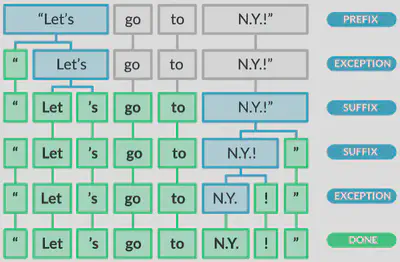 “Let’s go to N.Y.!” PREFIX
“ Let’s go to N.Y.!” EXCEPTION
“ Let ’s go to N.Y.!” SUFFIX
“ Let ’s go to N.Y.! ” SUFFIX
“ Let ’s go to N.Y. ! ” EXCEPTION
“ Let ’s go to N.Y. ! ” DONE